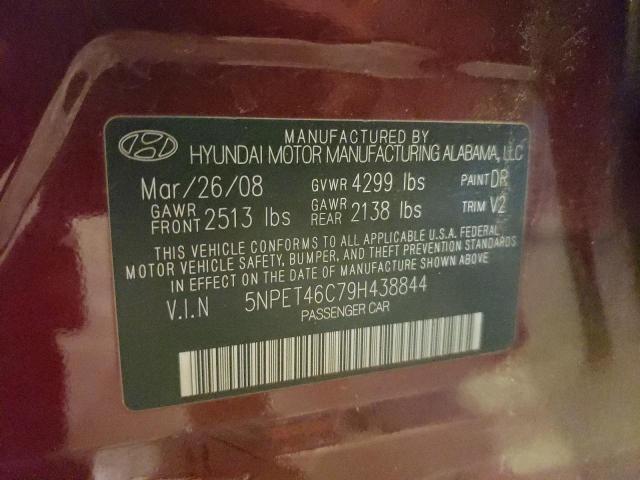 MANUFACTURED BY
HYUNDAI MOTOR MANUFACTURING ALABAMA, LLC
Mar/26/08 GVWR 4299 lbs PAINT DR
GAWR FRONT 2513 lbs GAWR REAR 2138 lbs TRIM V2
THIS VEHICLE CONFORMS TO ALL APPLICABLE U.S.A. FEDERAL
MOTOR VEHICLE SAFETY, BUMPER, AND THEFT PREVENTION STANDARDS
IN EFFECT ON THE DATE OF MANUFACTURE SHOWN ABOVE
V.I.N 5NPET46C79H438844
PASSENGER CAR